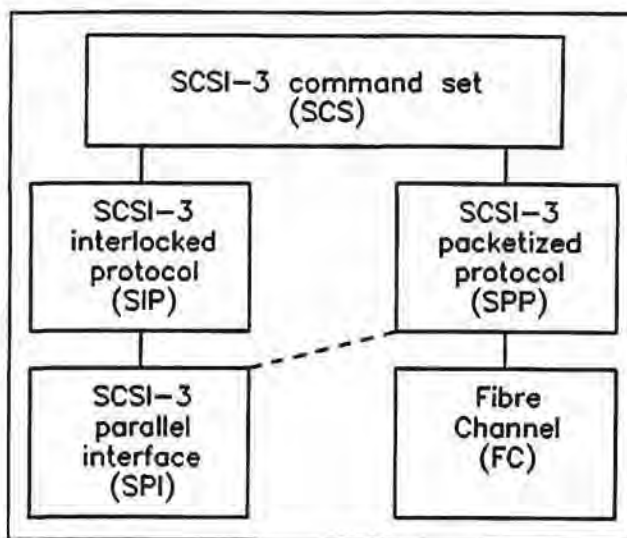 SCSI-3 command set
(SCS)
SCSI-3
interlocked
protocol
(SIP)
SCSI-3
packetized
protocol
(SPP)
SCSI-3
parallel
interface
(SPI)
Fibre
Channel
(FC)